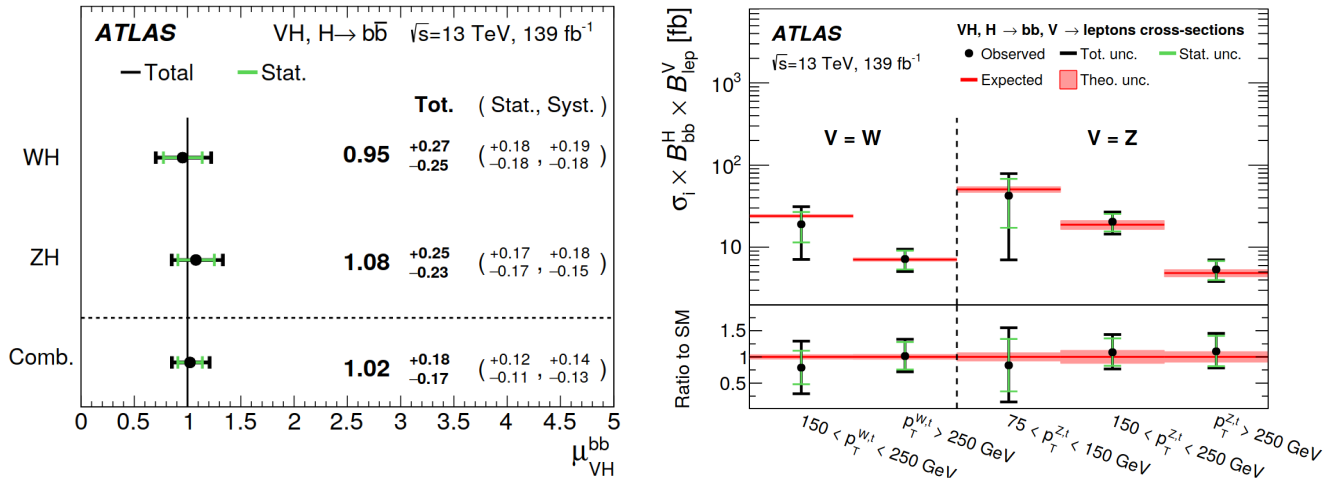 ATLAS VH, H→ bb̅ √s=13 TeV, 139 fb⁻¹
Total Stat.
Tot. ( Stat., Syst. )
WH 0.95 +0.27 −0.25 ( +0.18 −0.18 , +0.19 −0.18 )
ZH 1.08 +0.25 −0.23 ( +0.17 −0.17 , +0.18 −0.15 )
Comb. 1.02 +0.18 −0.17 ( +0.12 −0.11 , +0.14 −0.13 )
0 0.5 1 1.5 2 2.5 3 3.5 4 4.5 5
μ_VH^bb
σ_i × B_bb^H × B_lep^V [fb]
ATLAS
√s=13 TeV, 139 fb⁻¹
VH, H → bb, V → leptons cross-sections
Observed Tot. unc. Stat. unc.
Expected Theo. unc.
V = W V = Z
10³
10²
10
Ratio to SM
1.5
1
0.5
150 < p_T^{W,t} < 250 GeV
p_T^{W,t} > 250 GeV
75 < p_T^{Z,t} < 150 GeV
150 < p_T^{Z,t} < 250 GeV
p_T^{Z,t} > 250 GeV